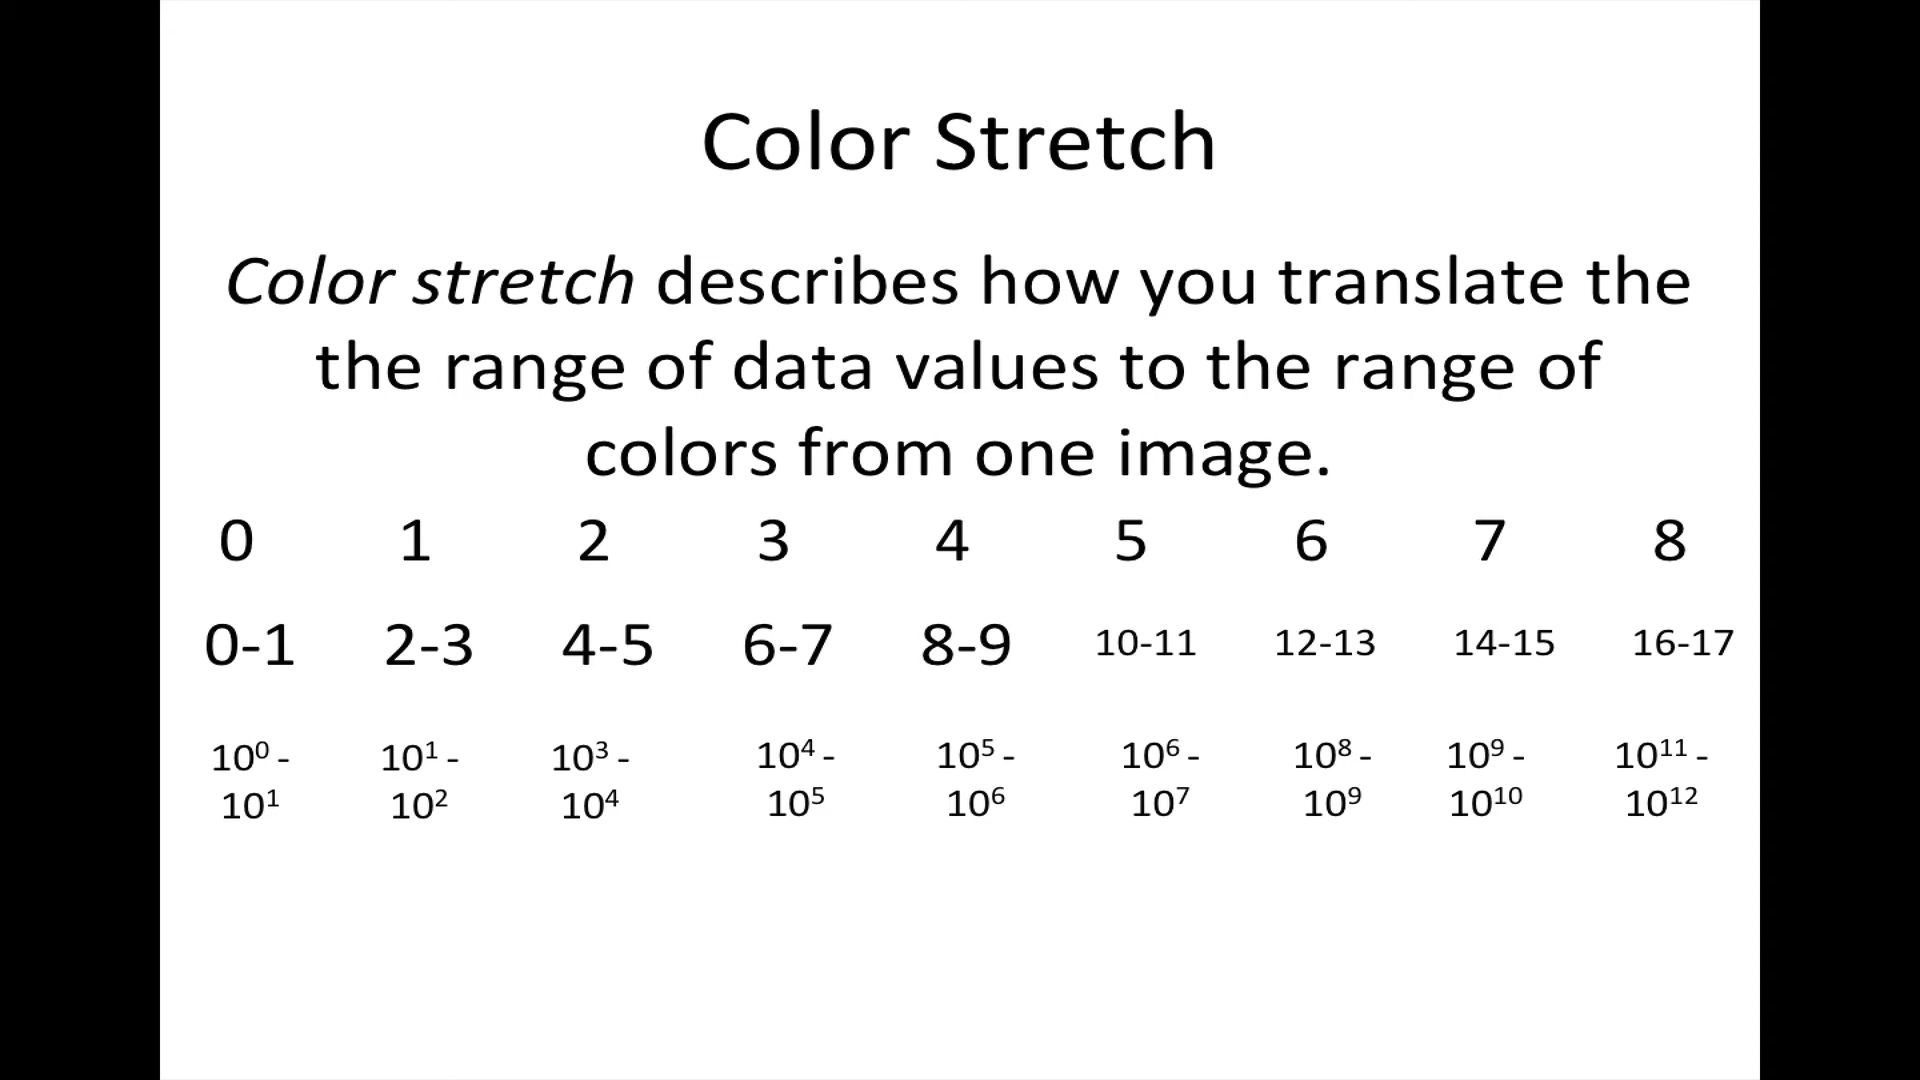 Color Stretch
Color stretch describes how you translate the
the range of data values to the range of
colors from one image.
0 1 2 3 4 5 6 7 8
0-1 2-3 4-5 6-7 8-9 10-11 12-13 14-15 16-17
10⁰ - 10¹ - 10³ - 10⁴ - 10⁵ - 10⁶ - 10⁸ - 10⁹ - 10¹¹ -
10¹ 10² 10⁴ 10⁵ 10⁶ 10⁷ 10⁹ 10¹⁰ 10¹²